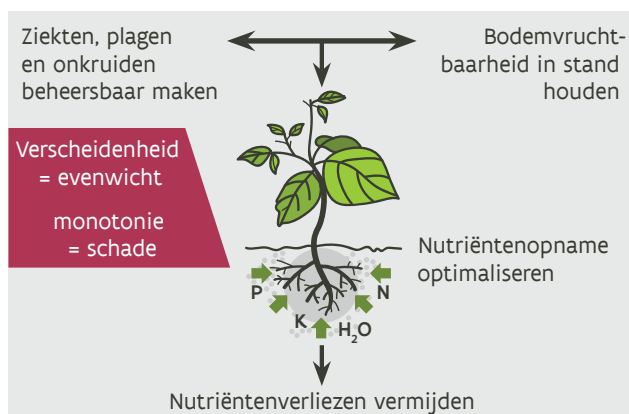 Ziekten, plagen
en onkruiden
beheersbaar maken
Bodemvrucht-
baarheid in stand
houden
Verscheidenheid
= evenwicht
monotonie
= schade
Nutriëntenopname
optimaliseren
P
N
K
H₂O
Nutriëntenverliezen vermijden